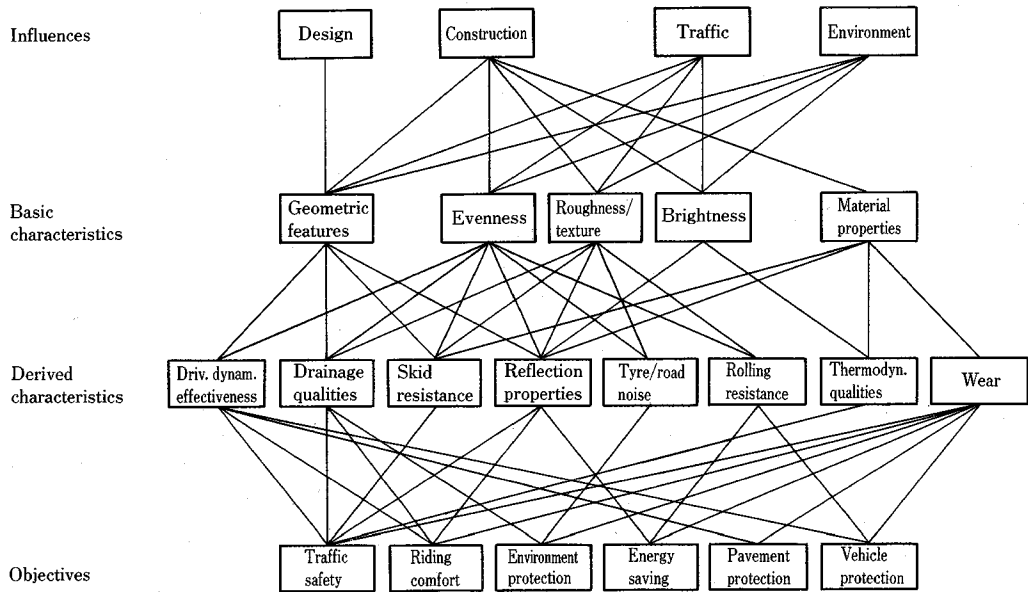 Influences
Design
Construction
Traffic
Environment
Basic
characteristics
Geometric
features
Evenness
Roughness/
texture
Brightness
Material
properties
Derived
characteristics
Driv. dynam.
effectiveness
Drainage
qualities
Skid
resistance
Reflection
properties
Tyre/road
noise
Rolling
resistance
Thermodyn.
qualities
Wear
Objectives
Traffic
safety
Riding
comfort
Environment
protection
Energy
saving
Pavement
protection
Vehicle
protection